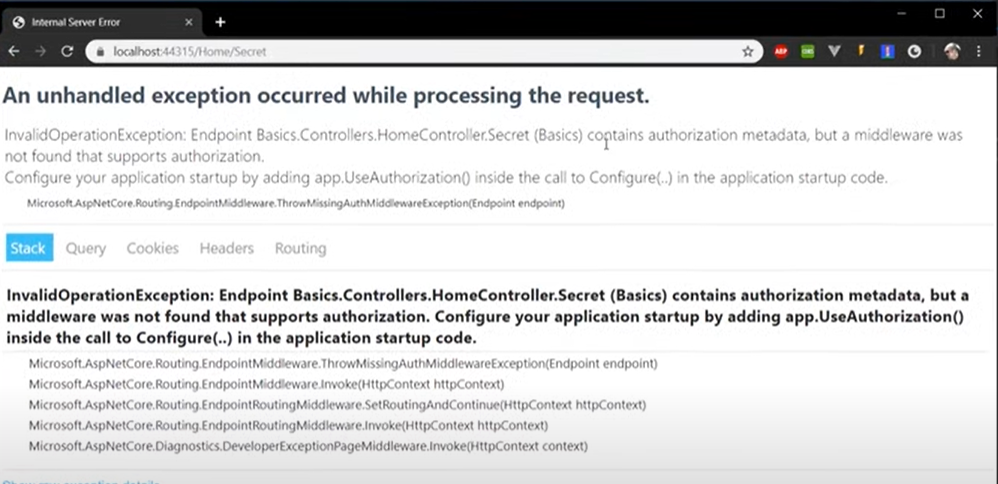 Internal Server Error
localhost:44315/Home/Secret
ABP
An unhandled exception occurred while processing the request.
InvalidOperationException: Endpoint Basics.Controllers.HomeController.Secret (Basics) contains authorization metadata, but a middleware was
not found that supports authorization.
Configure your application startup by adding app.UseAuthorization() inside the call to Configure(..) in the application startup code.
Microsoft.AspNetCore.Routing.EndpointMiddleware.ThrowMissingAuthMiddlewareException(Endpoint endpoint)
Stack Query Cookies Headers Routing
InvalidOperationException: Endpoint Basics.Controllers.HomeController.Secret (Basics) contains authorization metadata, but a
middleware was not found that supports authorization. Configure your application startup by adding app.UseAuthorization()
inside the call to Configure(..) in the application startup code.
Microsoft.AspNetCore.Routing.EndpointMiddleware.ThrowMissingAuthMiddlewareException(Endpoint endpoint)
Microsoft.AspNetCore.Routing.EndpointMiddleware.Invoke(HttpContext httpContext)
Microsoft.AspNetCore.Routing.EndpointRoutingMiddleware.SetRoutingAndContinue(HttpContext httpContext)
Microsoft.AspNetCore.Routing.EndpointRoutingMiddleware.Invoke(HttpContext httpContext)
Microsoft.AspNetCore.Diagnostics.DeveloperExceptionPageMiddleware.Invoke(HttpContext context)